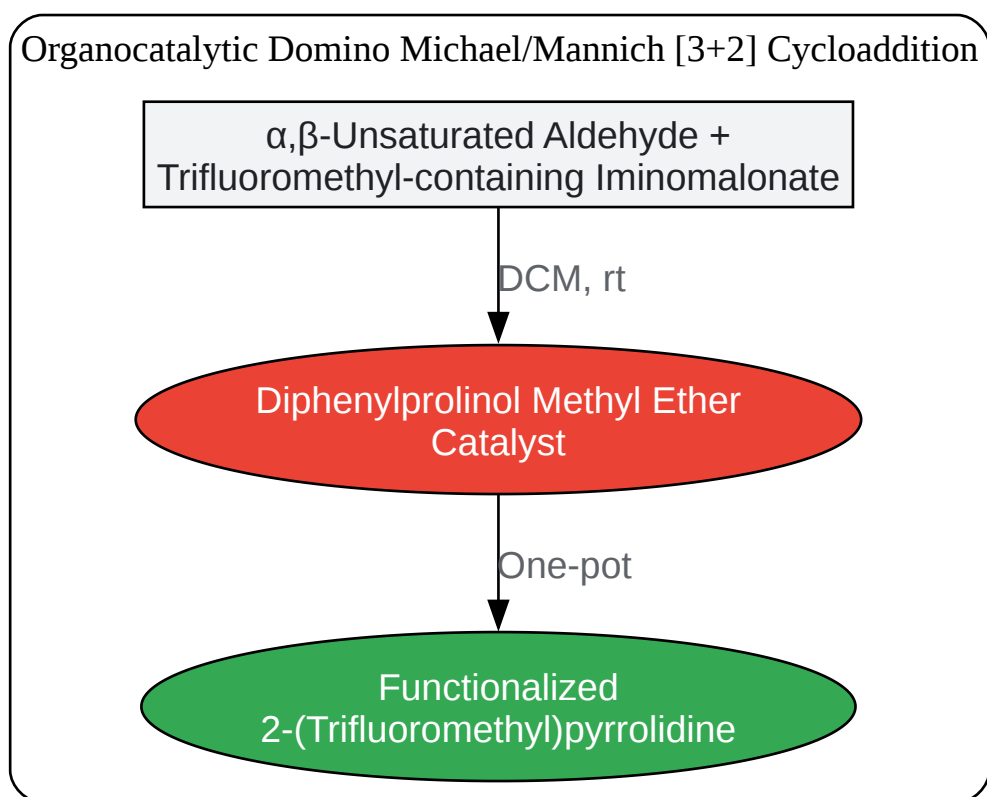 Organocatalytic Domino Michael/Mannich [3+2] Cycloaddition
α,β-Unsaturated Aldehyde +
Trifluoromethyl-containing Iminomalonate
DCM, rt
Diphenylprolinol Methyl Ether
Catalyst
One-pot
Functionalized
2-(Trifluoromethyl)pyrrolidine